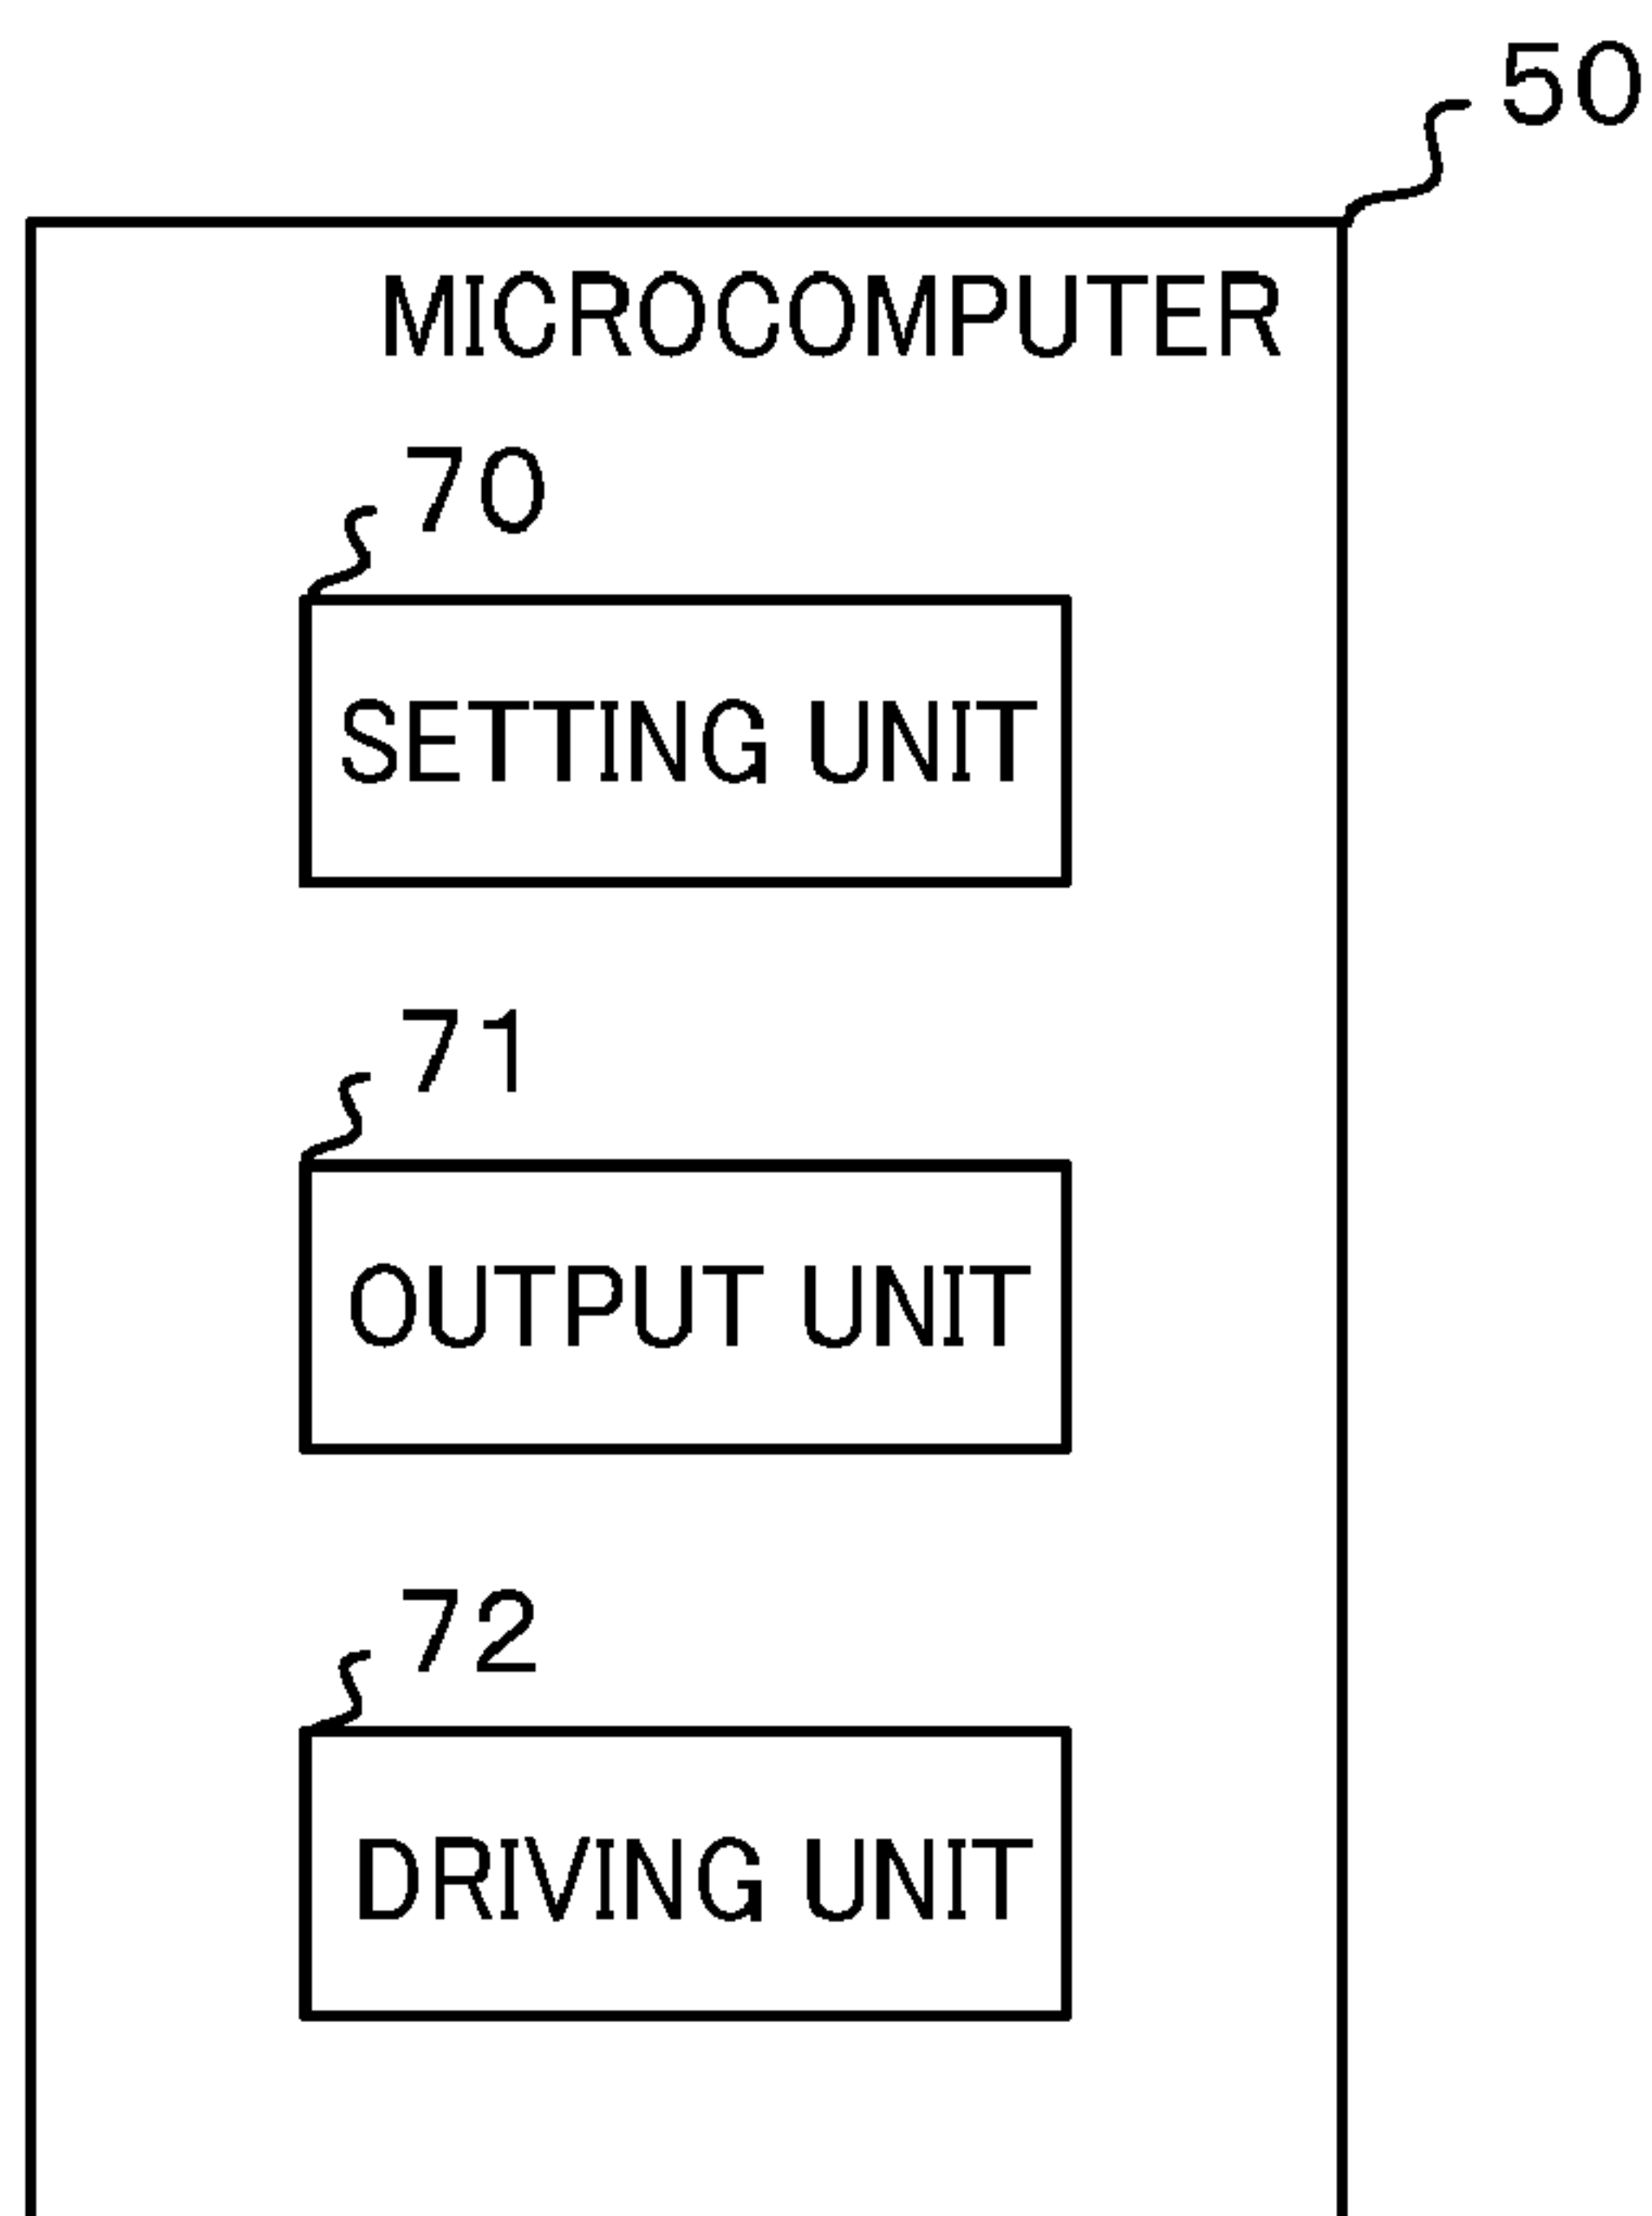 50
MICROCOMPUTER
70
SETTING UNIT
71
OUTPUT UNIT
72
DRIVING UNIT